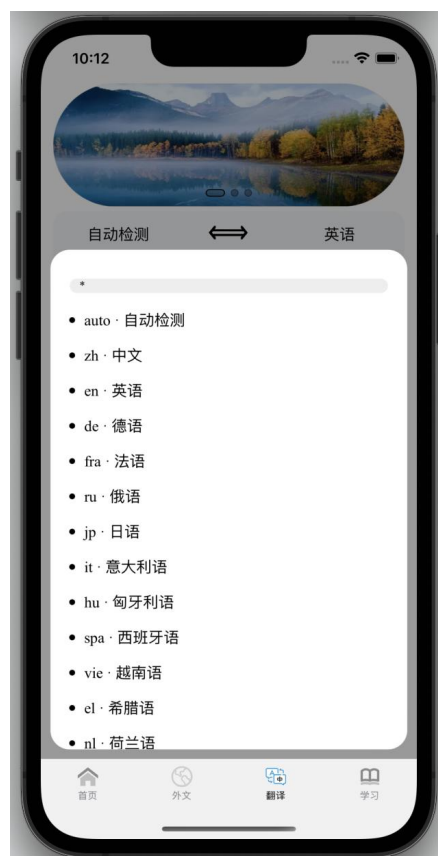 10:12
自动检测 英语
*
auto · 自动检测
zh · 中文
en · 英语
de · 德语
fra · 法语
ru · 俄语
jp · 日语
it · 意大利语
hu · 匈牙利语
spa · 西班牙语
vie · 越南语
el · 希腊语
nl · 荷兰语
首页 外文 翻译 学习